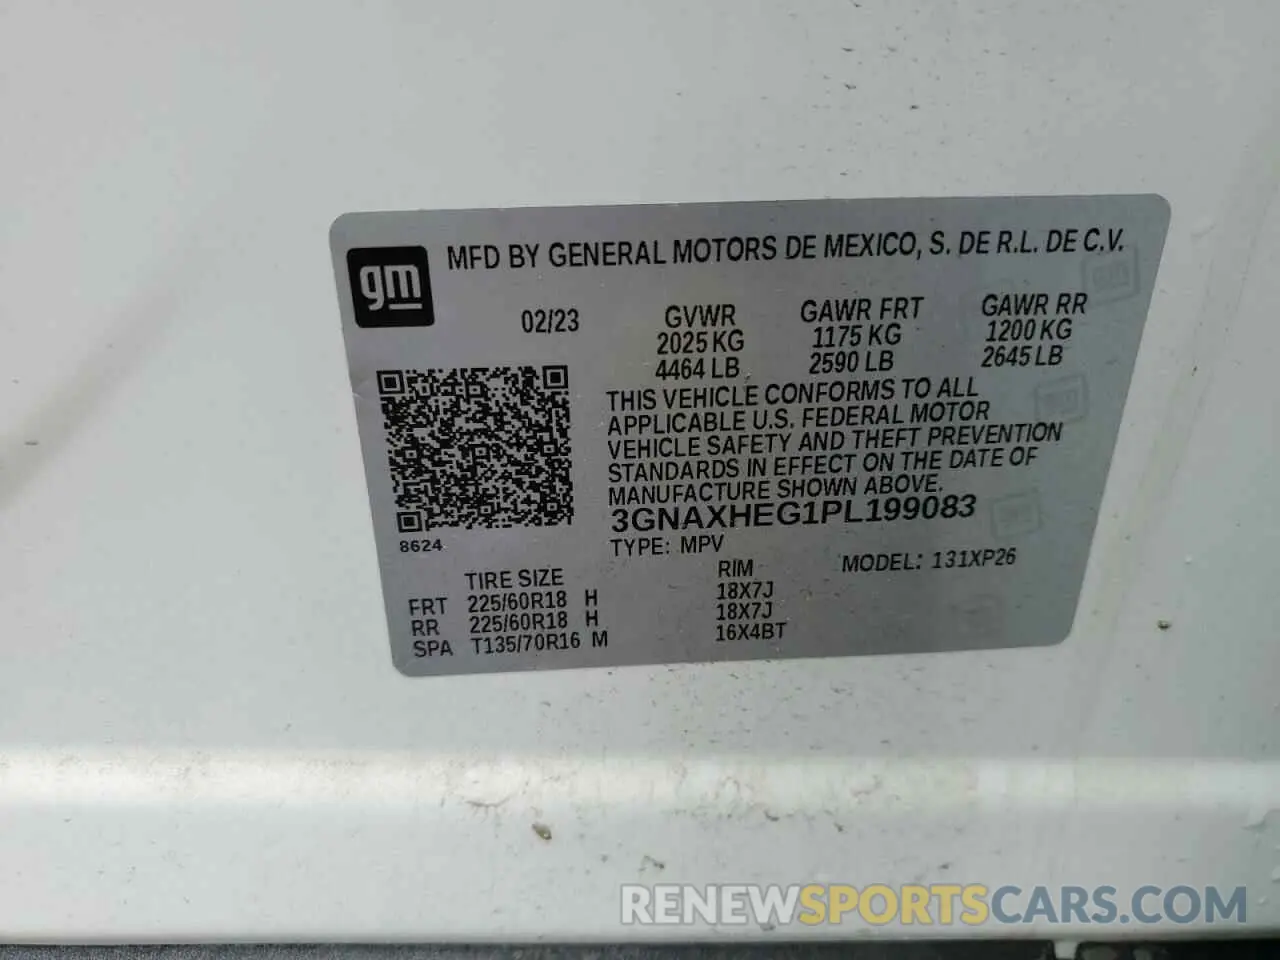 gm
MFD BY GENERAL MOTORS DE MEXICO, S. DE R.L. DE C.V.
02/23
GVWR
2025 KG
4464 LB
GAWR FRT
1175 KG
2590 LB
GAWR RR
1200 KG
2645 LB
THIS VEHICLE CONFORMS TO ALL
APPLICABLE U.S. FEDERAL MOTOR
VEHICLE SAFETY AND THEFT PREVENTION
STANDARDS IN EFFECT ON THE DATE OF
MANUFACTURE SHOWN ABOVE.
3GNAXHEG1PL199083
8624
TYPE: MPV
MODEL: 131XP26
TIRE SIZE RIM
FRT 225/60R18 H 18X7J
RR 225/60R18 H 18X7J
SPA T135/70R16 M 16X4BT
RENEWSPORTSCARS.COM